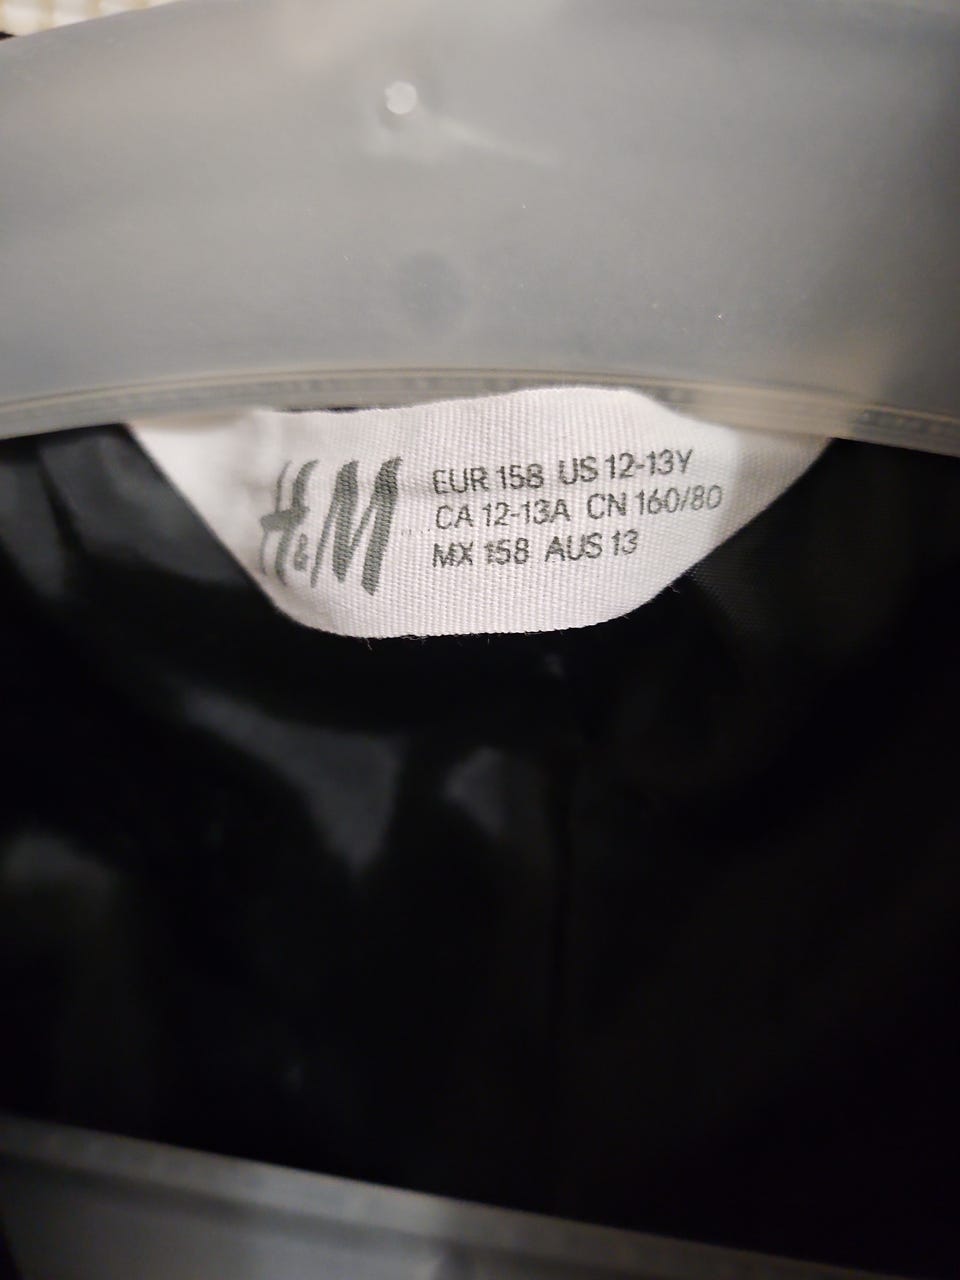 H&M
EUR 158 US 12-13Y
CA 12-13A CN 160/80
MX 158 AUS 13